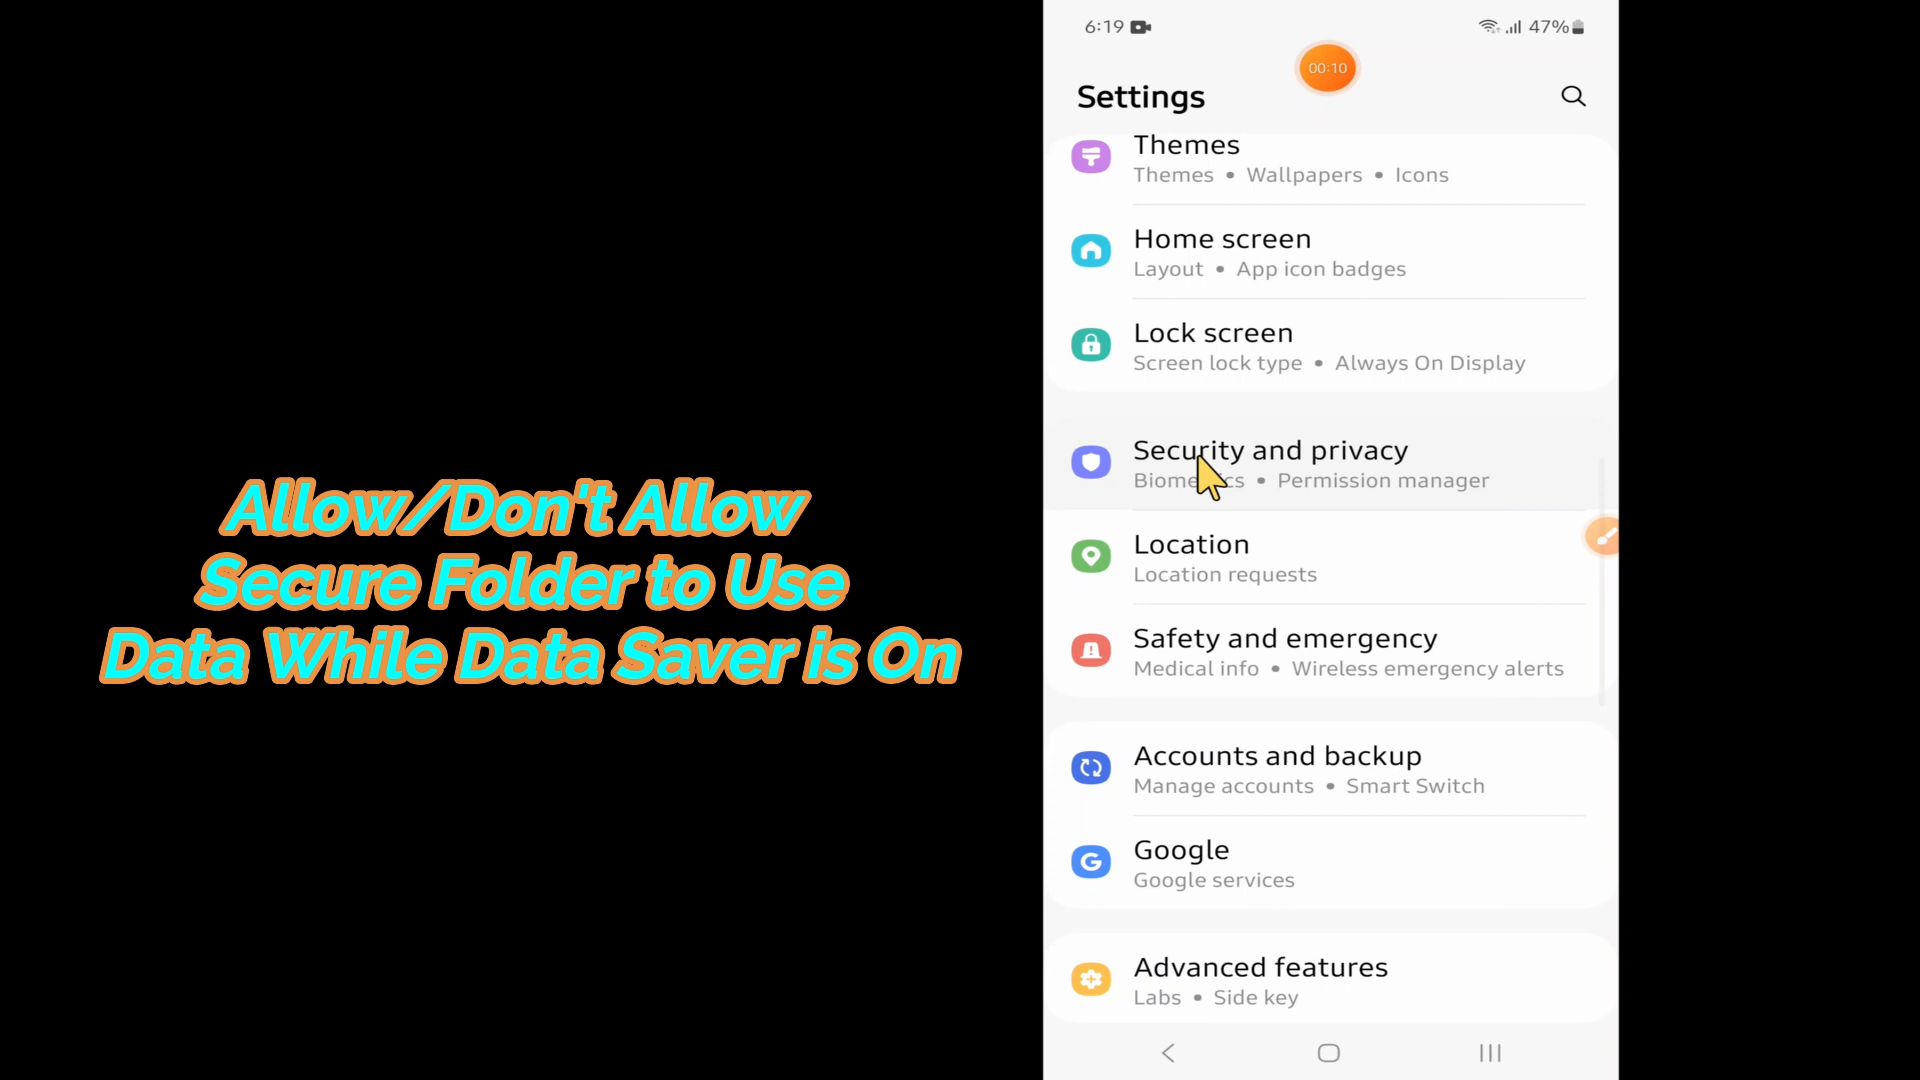 Allow/Don't Allow
Secure Folder to Use
Data While Data Saver is On
6:19
47%
00:10
Settings
Themes
Themes • Wallpapers • Icons
Home screen
Layout • App icon badges
Lock screen
Screen lock type • Always On Display
Security and privacy
Biometrics • Permission manager
Location
Location requests
Safety and emergency
Medical info • Wireless emergency alerts
Accounts and backup
Manage accounts • Smart Switch
Google
Google services
Advanced features
Labs • Side key